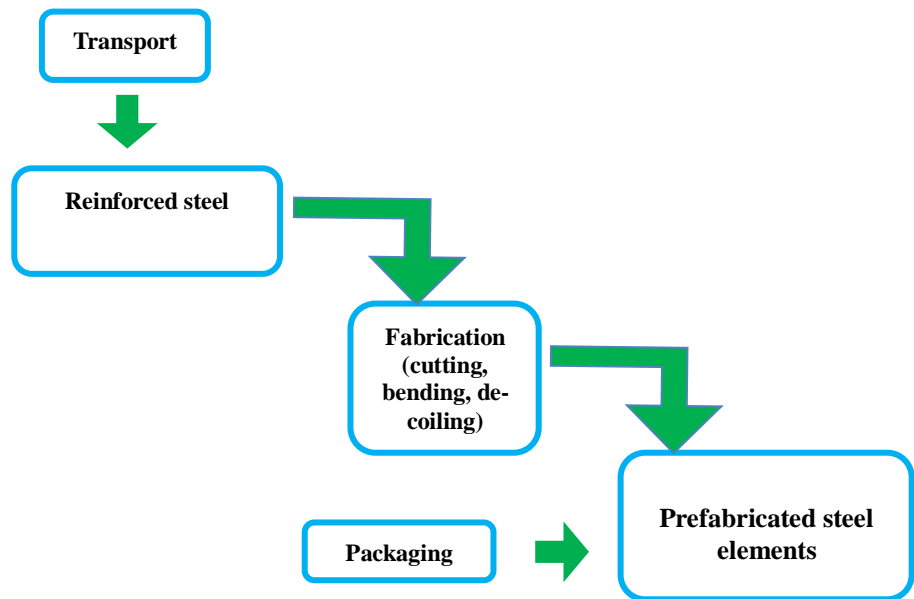 Transport
Reinforced steel
Fabrication
(cutting,
bending, de-
coiling)
Prefabricated steel
elements
Packaging